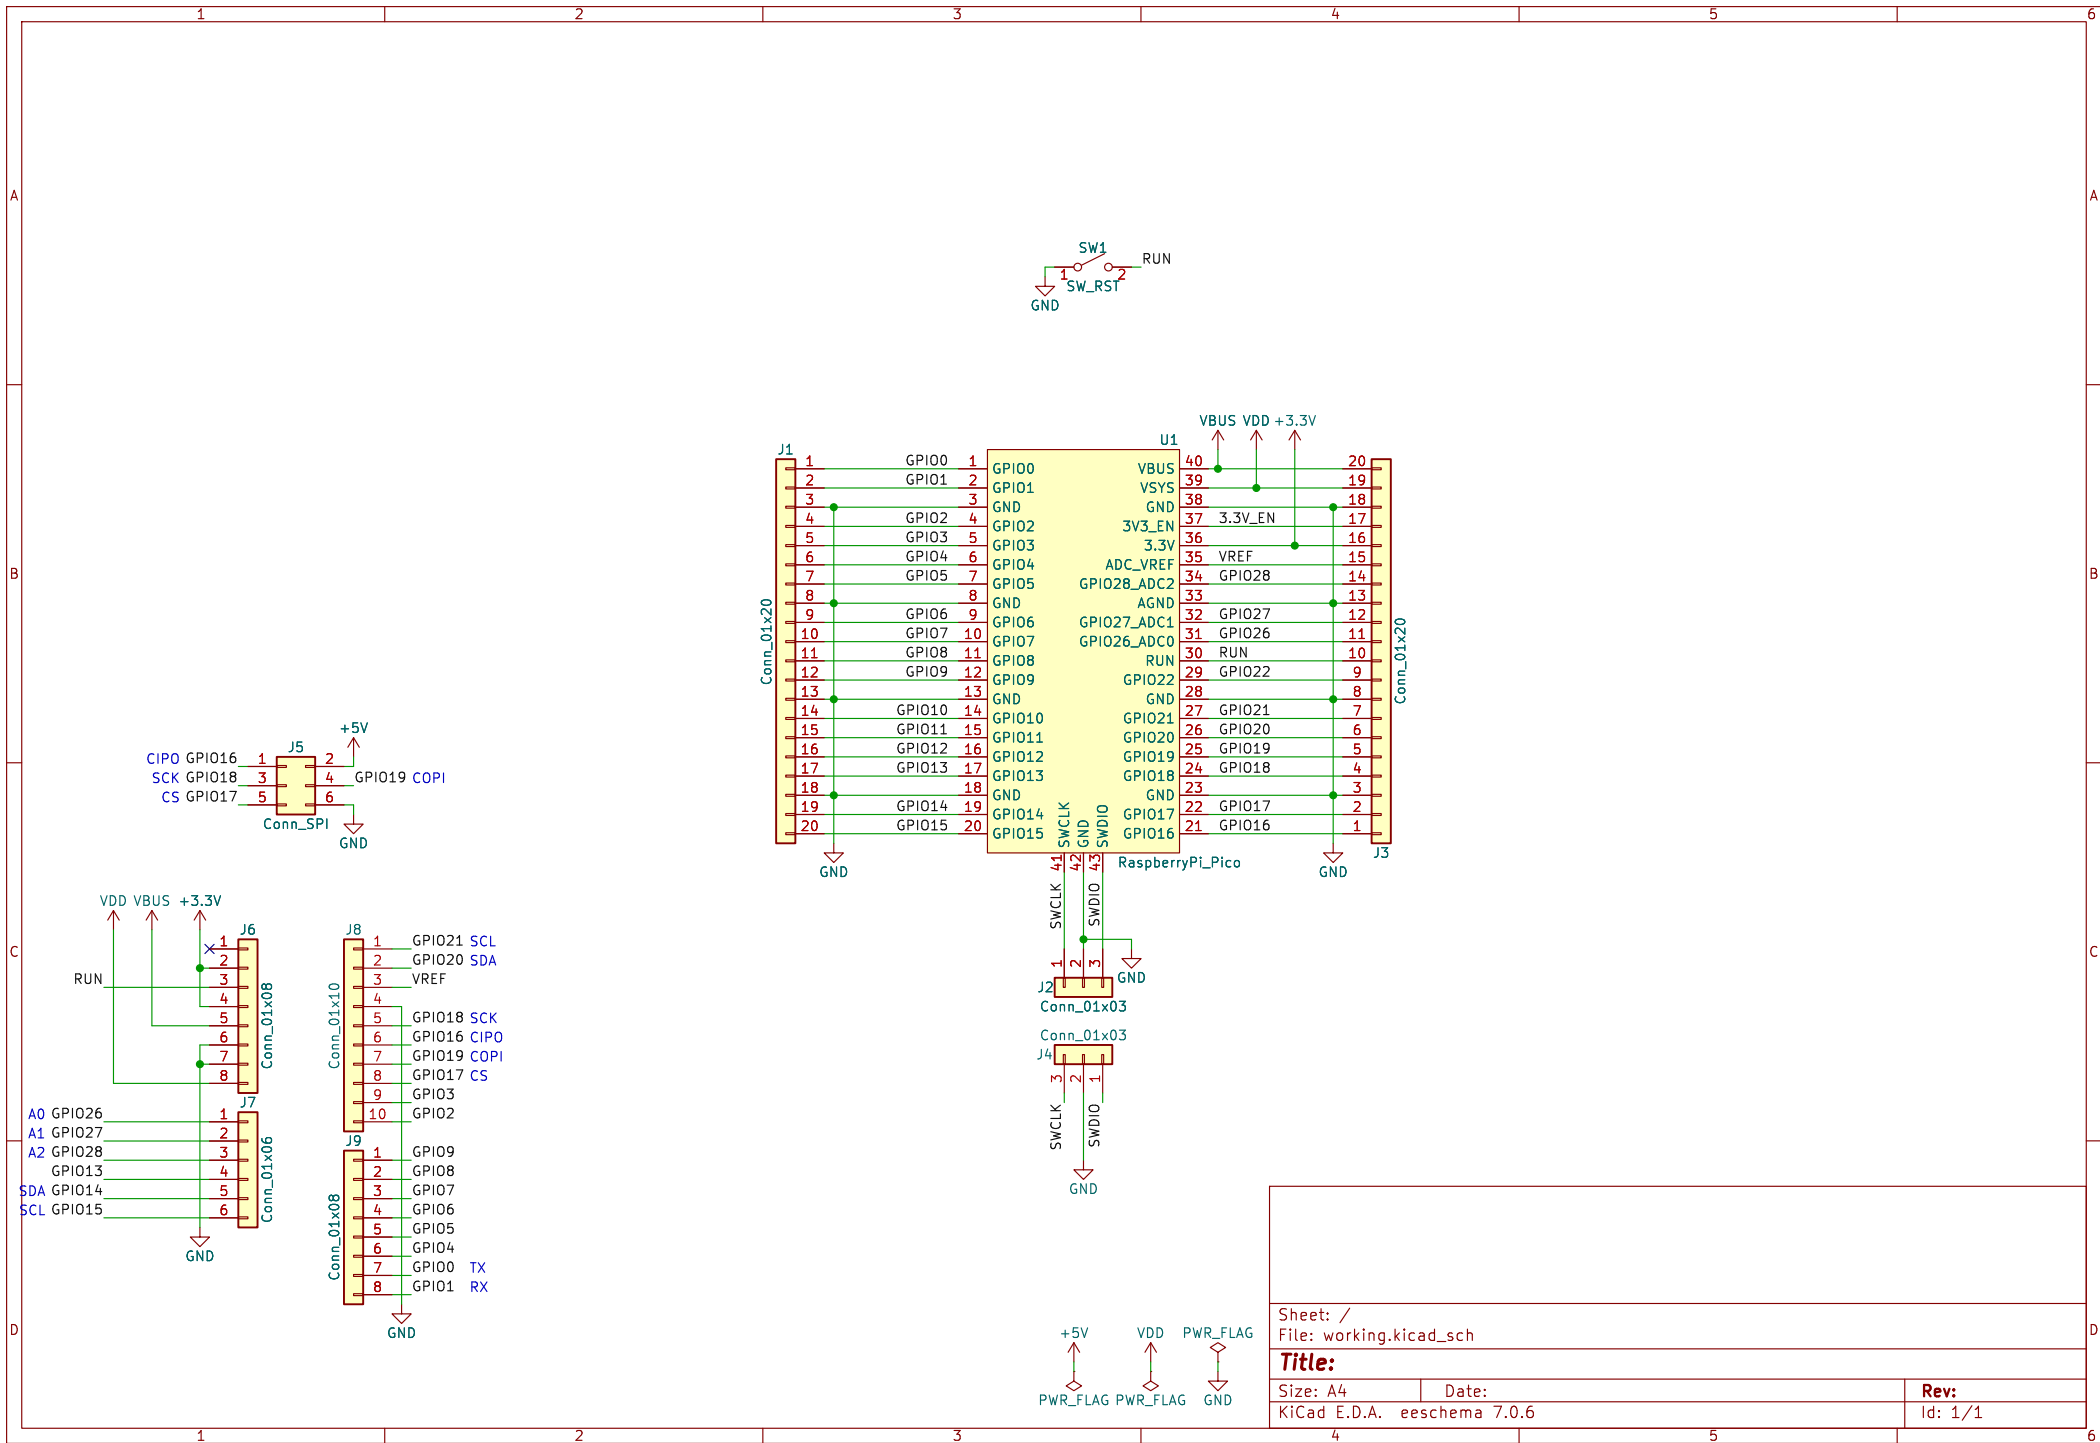 1 2 3 4 5 6
A A
SW1
1 2 RUN
SW_RST
GND
VBUS VDD +3.3V
J1 U1
1 GPIO0 1 GPIO0 VBUS 40 20
2 GPIO1 2 GPIO1 VSYS 39 19
3 3 GND GND 38 18
4 GPIO2 4 GPIO2 3V3_EN 37 3.3V_EN 17
5 GPIO3 5 GPIO3 3.3V 36 16
6 GPIO4 6 GPIO4 ADC_VREF 35 VREF 15
7 GPIO5 7 GPIO5 GPIO28_ADC2 34 GPIO28 14
B B
8 8 GND AGND 33 13
9 GPIO6 9 GPIO6 GPIO27_ADC1 32 GPIO27 12
10 GPIO7 10 GPIO7 GPIO26_ADC0 31 GPIO26 11
Conn_01x20 Conn_01x20
11 GPIO8 11 GPIO8 RUN 30 RUN 10
12 GPIO9 12 GPIO9 GPIO22 29 GPIO22 9
13 13 GND GND 28 8
14 GPIO10 14 GPIO10 GPIO21 27 GPIO21 7
15 GPIO11 15 GPIO11 GPIO20 26 GPIO20 6
16 GPIO12 16 GPIO12 GPIO19 25 GPIO19 5
17 GPIO13 17 GPIO13 GPIO18 24 GPIO18 4
18 18 GND GND 23 3
19 GPIO14 19 GPIO14 GPIO17 22 GPIO17 2
20 GPIO15 20 GPIO15 GPIO16 21 GPIO16 1
SWCLK GND SWDIO
41 42 43
RaspberryPi_Pico
J3
GND GND
+5V
J5
CIPO GPIO16 1 2
SCK GPIO18 3 4 GPIO19 COPI
CS GPIO17 5 6
Conn_SPI
GND
SWCLK SWDIO
1 2 3
GND
J2
Conn_01x03
Conn_01x03
J4
3 2 1
SWCLK SWDIO
GND
C C
VDD VBUS +3.3V
J6
1
2
RUN 3
4
5
6
7
8
Conn_01x08
J7
A0 GPIO26 1
A1 GPIO27 2
A2 GPIO28 3
GPIO13 4
SDA GPIO14 5
SCL GPIO15 6
Conn_01x06
GND
J8
1 GPIO21 SCL
2 GPIO20 SDA
3 VREF
4
5 GPIO18 SCK
6 GPIO16 CIPO
7 GPIO19 COPI
8 GPIO17 CS
9 GPIO3
10 GPIO2
Conn_01x10
J9
1 GPIO9
2 GPIO8
3 GPIO7
4 GPIO6
5 GPIO5
6 GPIO4
7 GPIO0 TX
8 GPIO1 RX
Conn_01x08
GND
D D
+5V VDD PWR_FLAG
PWR_FLAG PWR_FLAG GND
Sheet: /
File: working.kicad_sch
Title:
Size: A4 Date: Rev:
KiCad E.D.A. eeschema 7.0.6 Id: 1/1
1 2 3 4 5 6